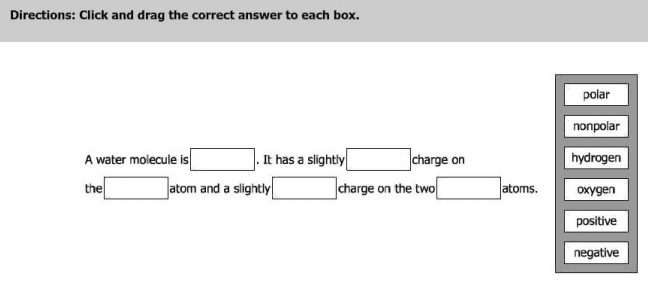 Directions: Click and drag the correct answer to each box.
polar
nonpolar
A water molecule is . It has a slightly charge on
hydrogen
the atom and a slightly charge on the two atoms.
oxygen
positive
negative